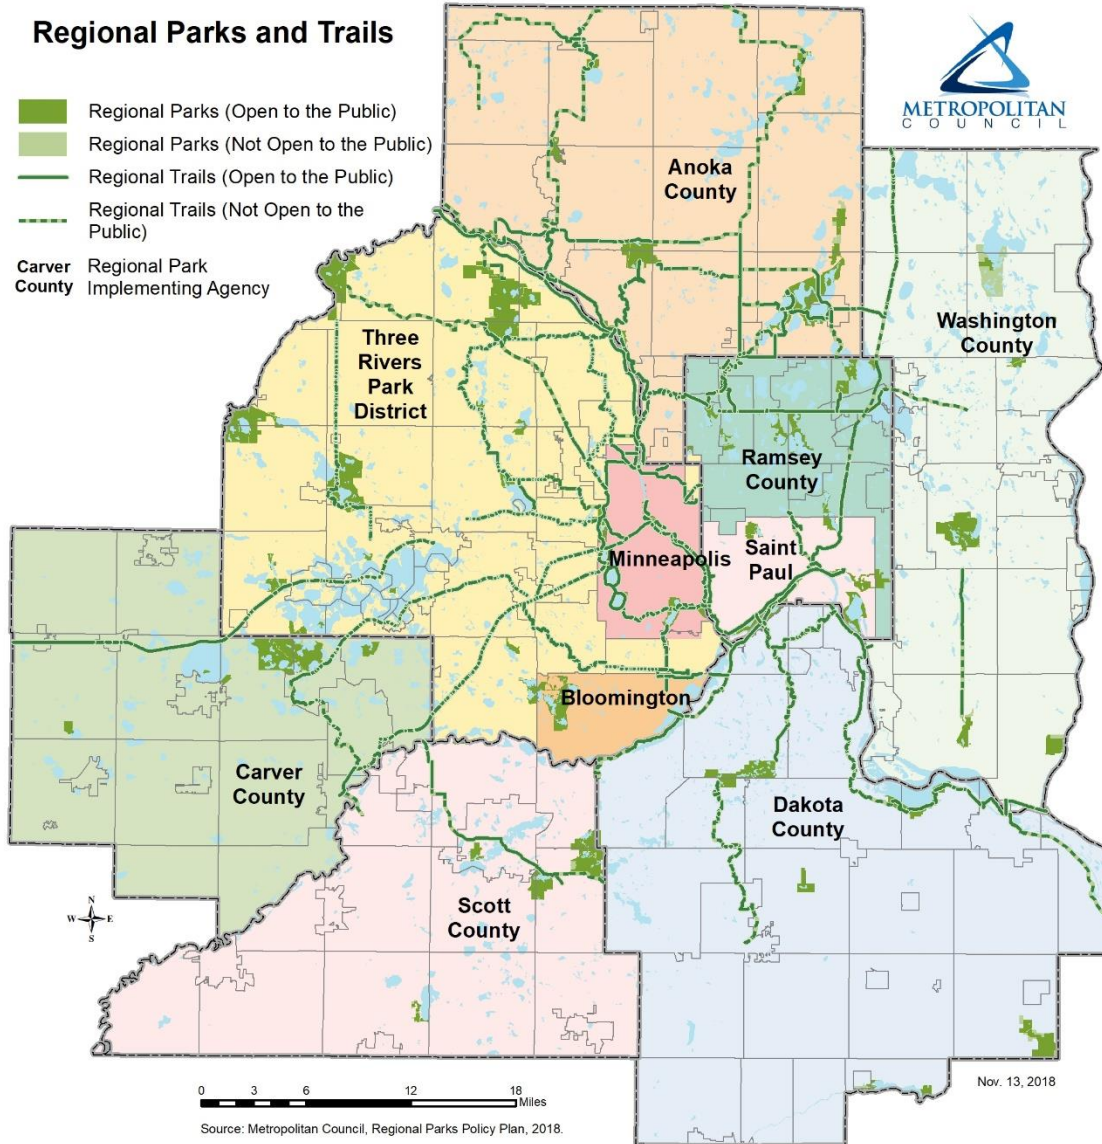 Regional Parks and Trails
Regional Parks (Open to the Public)
Regional Parks (Not Open to the Public)
Regional Trails (Open to the Public)
Regional Trails (Not Open to the
Public)
Carver
County
Regional Park
Implementing Agency
METROPOLITAN
COUNCIL
Anoka
County
Washington
County
Three
Rivers
Park
District
Ramsey
County
Minneapolis
Saint
Paul
Bloomington
Carver
County
Dakota
County
Scott
County
N
W E
S
0 3 6 12 18
Miles
Nov. 13, 2018
Source: Metropolitan Council, Regional Parks Policy Plan, 2018.